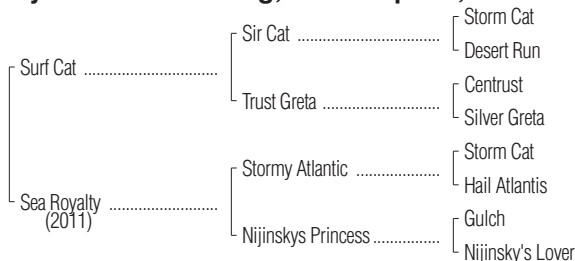 Storm Cat
Sir Cat ..................................
Desert Run
Surf Cat ................................
Centrust
Trust Greta ............................
Silver Greta
Storm Cat
Stormy Atlantic ....................
Hail Atlantis
Sea Royalty ..........................
(2011)
Gulch
Nijinskys Princess ................
Nijinsky's Lover